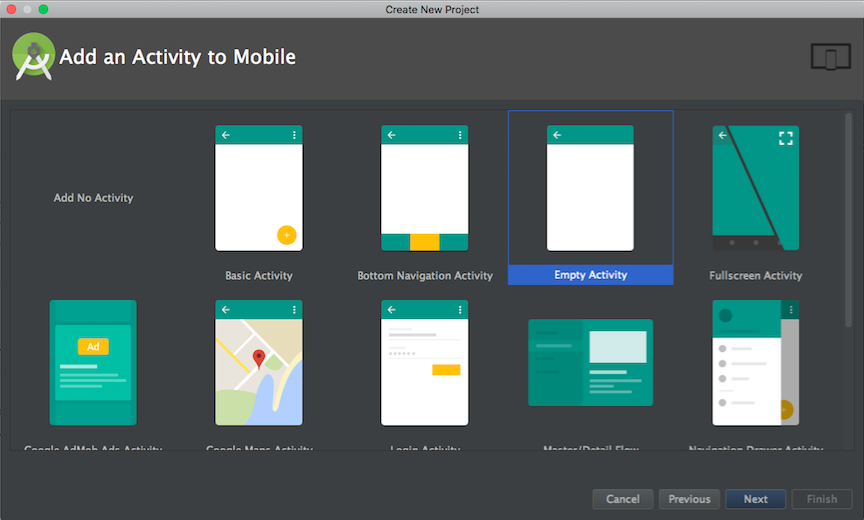 Create New Project
Add an Activity to Mobile
Add No Activity
Basic Activity
Bottom Navigation Activity
Empty Activity
Fullscreen Activity
Ad
Google AdMob Ads Activity
Google Maps Activity
Login Activity
Master/Detail Flow
Navigation Drawer Activity
Cancel
Previous
Next
Finish